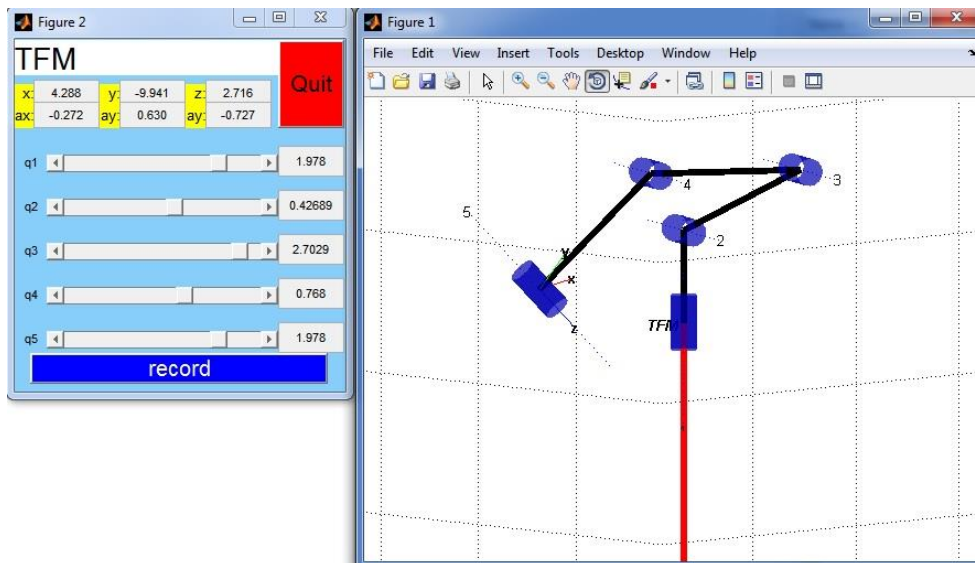 Figure 2
TFM
Quit
x: 4.288 y: -9.941 z: 2.716
ax: -0.272 ay: 0.630 ay: -0.727
q1 1.978
q2 0.42689
q3 2.7029
q4 0.768
q5 1.978
record
Figure 1
File Edit View Insert Tools Desktop Window Help
4
3
5
2
y
x
TFM
z